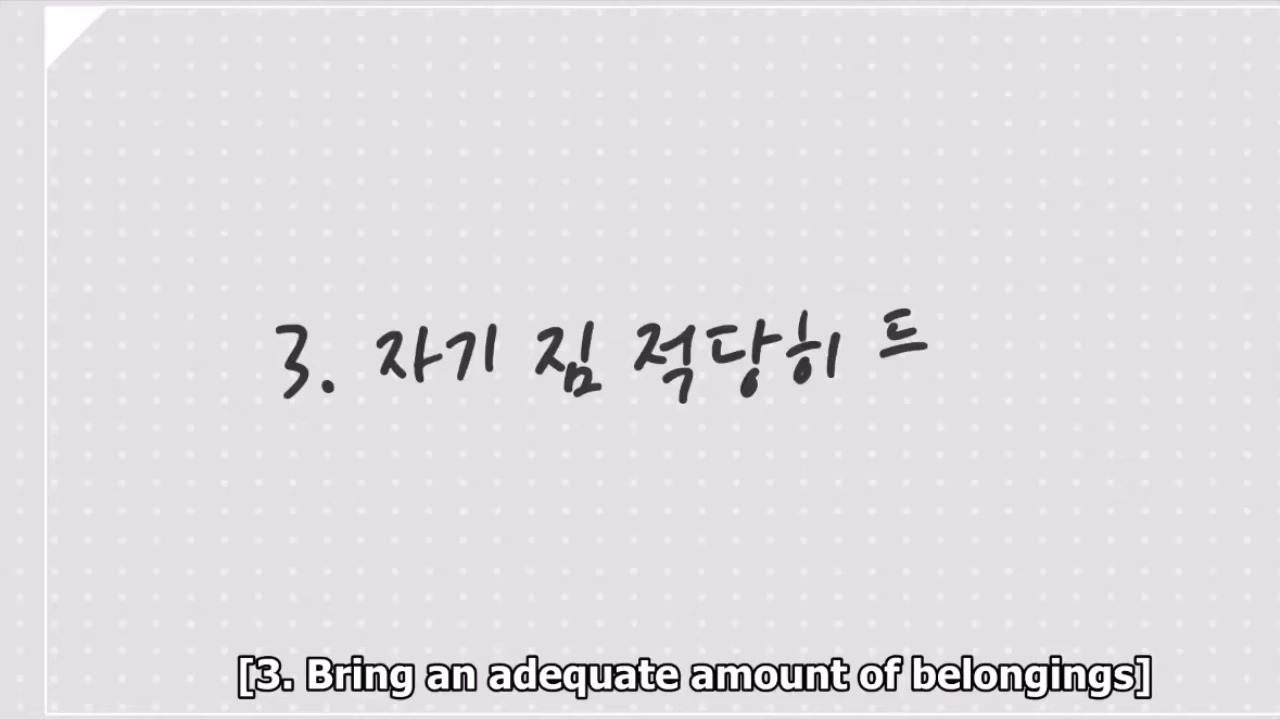 3. 자기 짐 적당히 드
[3. Bring an adequate amount of belongings]